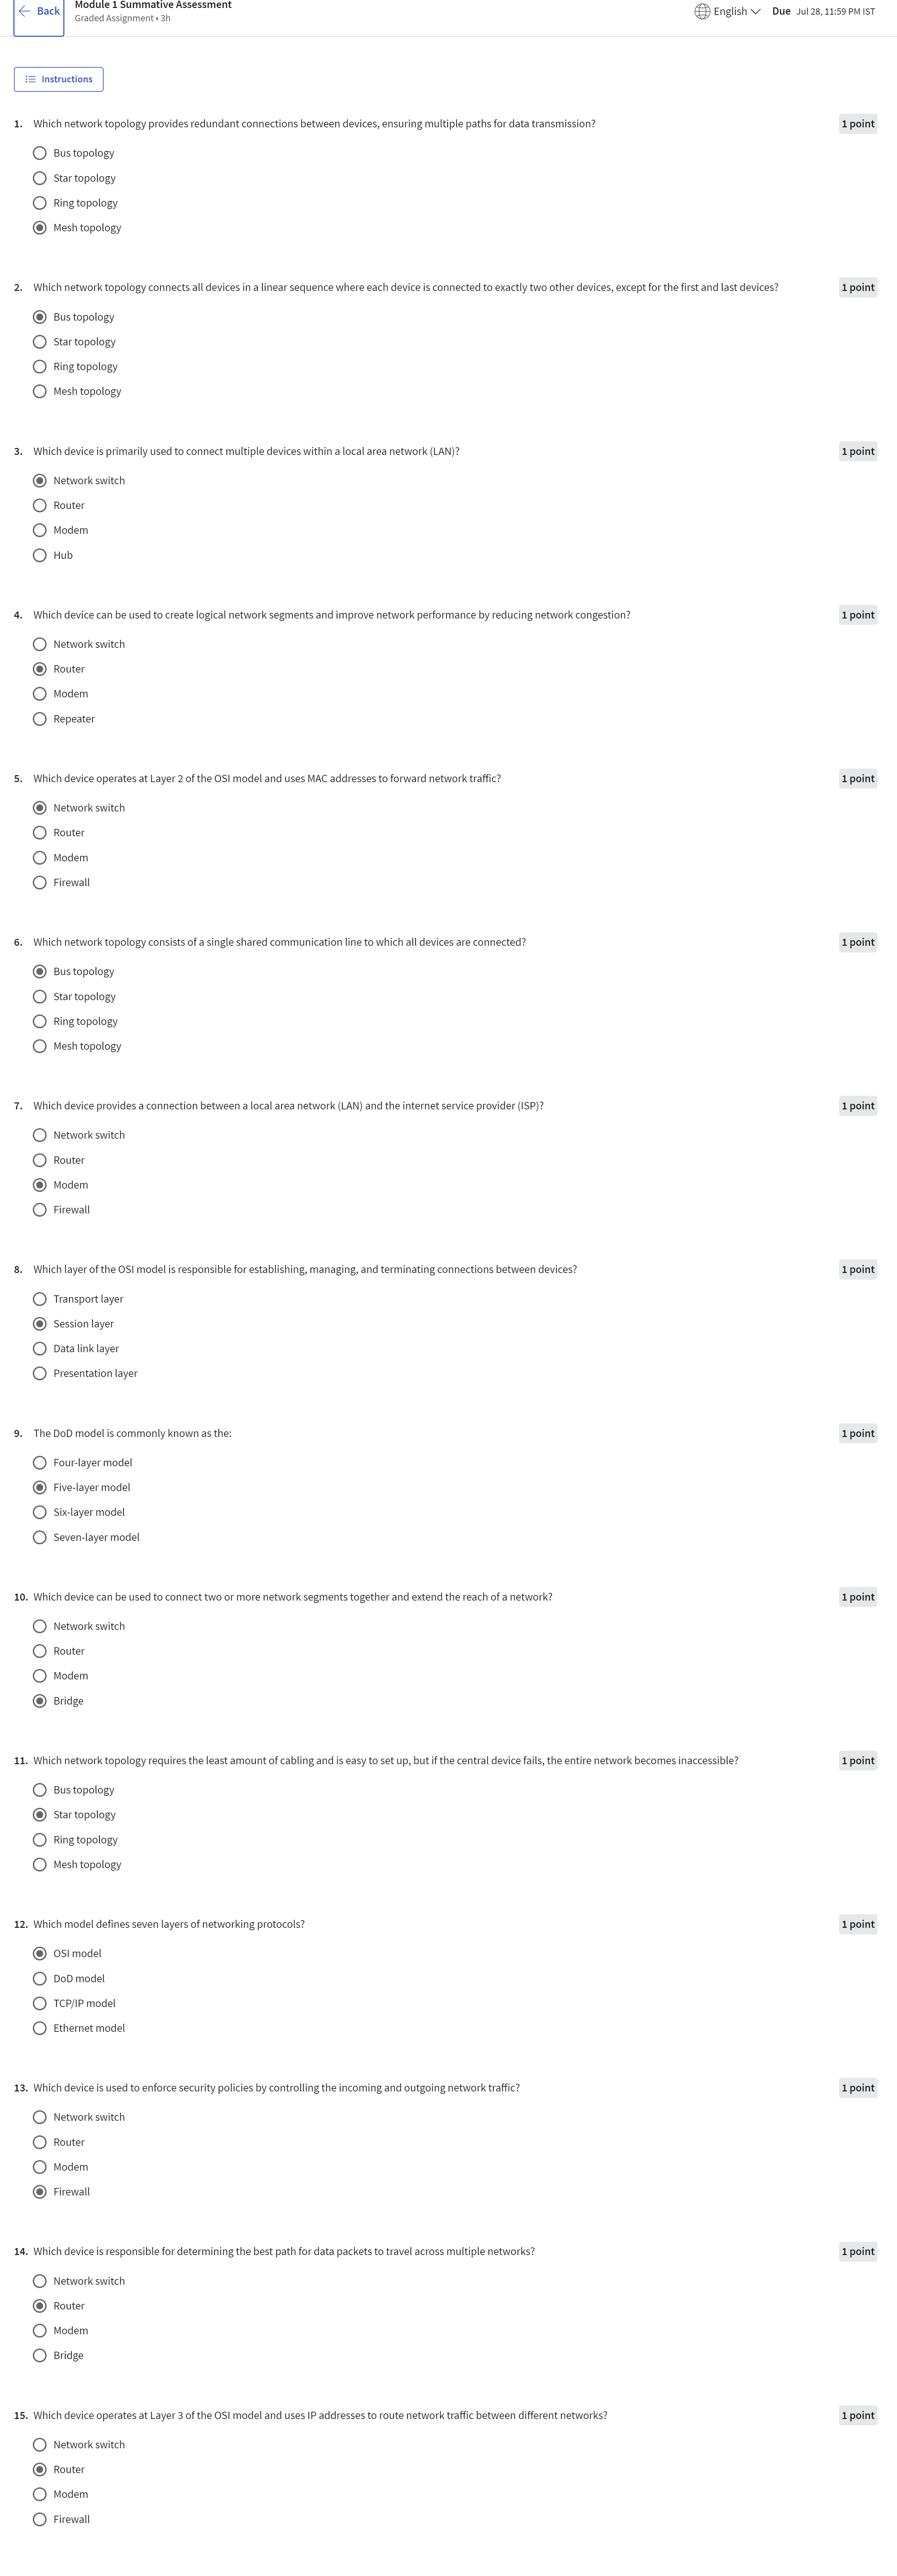 Back
Module 1 Summative Assessment
Graded Assignment • 3h
English
Due Jul 28, 11:59 PM IST
Instructions
1. Which network topology provides redundant connections between devices, ensuring multiple paths for data transmission? 1 point
Bus topology
Star topology
Ring topology
Mesh topology
2. Which network topology connects all devices in a linear sequence where each device is connected to exactly two other devices, except for the first and last devices? 1 point
Bus topology
Star topology
Ring topology
Mesh topology
3. Which device is primarily used to connect multiple devices within a local area network (LAN)? 1 point
Network switch
Router
Modem
Hub
4. Which device can be used to create logical network segments and improve network performance by reducing network congestion? 1 point
Network switch
Router
Modem
Repeater
5. Which device operates at Layer 2 of the OSI model and uses MAC addresses to forward network traffic? 1 point
Network switch
Router
Modem
Firewall
6. Which network topology consists of a single shared communication line to which all devices are connected? 1 point
Bus topology
Star topology
Ring topology
Mesh topology
7. Which device provides a connection between a local area network (LAN) and the internet service provider (ISP)? 1 point
Network switch
Router
Modem
Firewall
8. Which layer of the OSI model is responsible for establishing, managing, and terminating connections between devices? 1 point
Transport layer
Session layer
Data link layer
Presentation layer
9. The DoD model is commonly known as the: 1 point
Four-layer model
Five-layer model
Six-layer model
Seven-layer model
10. Which device can be used to connect two or more network segments together and extend the reach of a network? 1 point
Network switch
Router
Modem
Bridge
11. Which network topology requires the least amount of cabling and is easy to set up, but if the central device fails, the entire network becomes inaccessible? 1 point
Bus topology
Star topology
Ring topology
Mesh topology
12. Which model defines seven layers of networking protocols? 1 point
OSI model
DoD model
TCP/IP model
Ethernet model
13. Which device is used to enforce security policies by controlling the incoming and outgoing network traffic? 1 point
Network switch
Router
Modem
Firewall
14. Which device is responsible for determining the best path for data packets to travel across multiple networks? 1 point
Network switch
Router
Modem
Bridge
15. Which device operates at Layer 3 of the OSI model and uses IP addresses to route network traffic between different networks? 1 point
Network switch
Router
Modem
Firewall